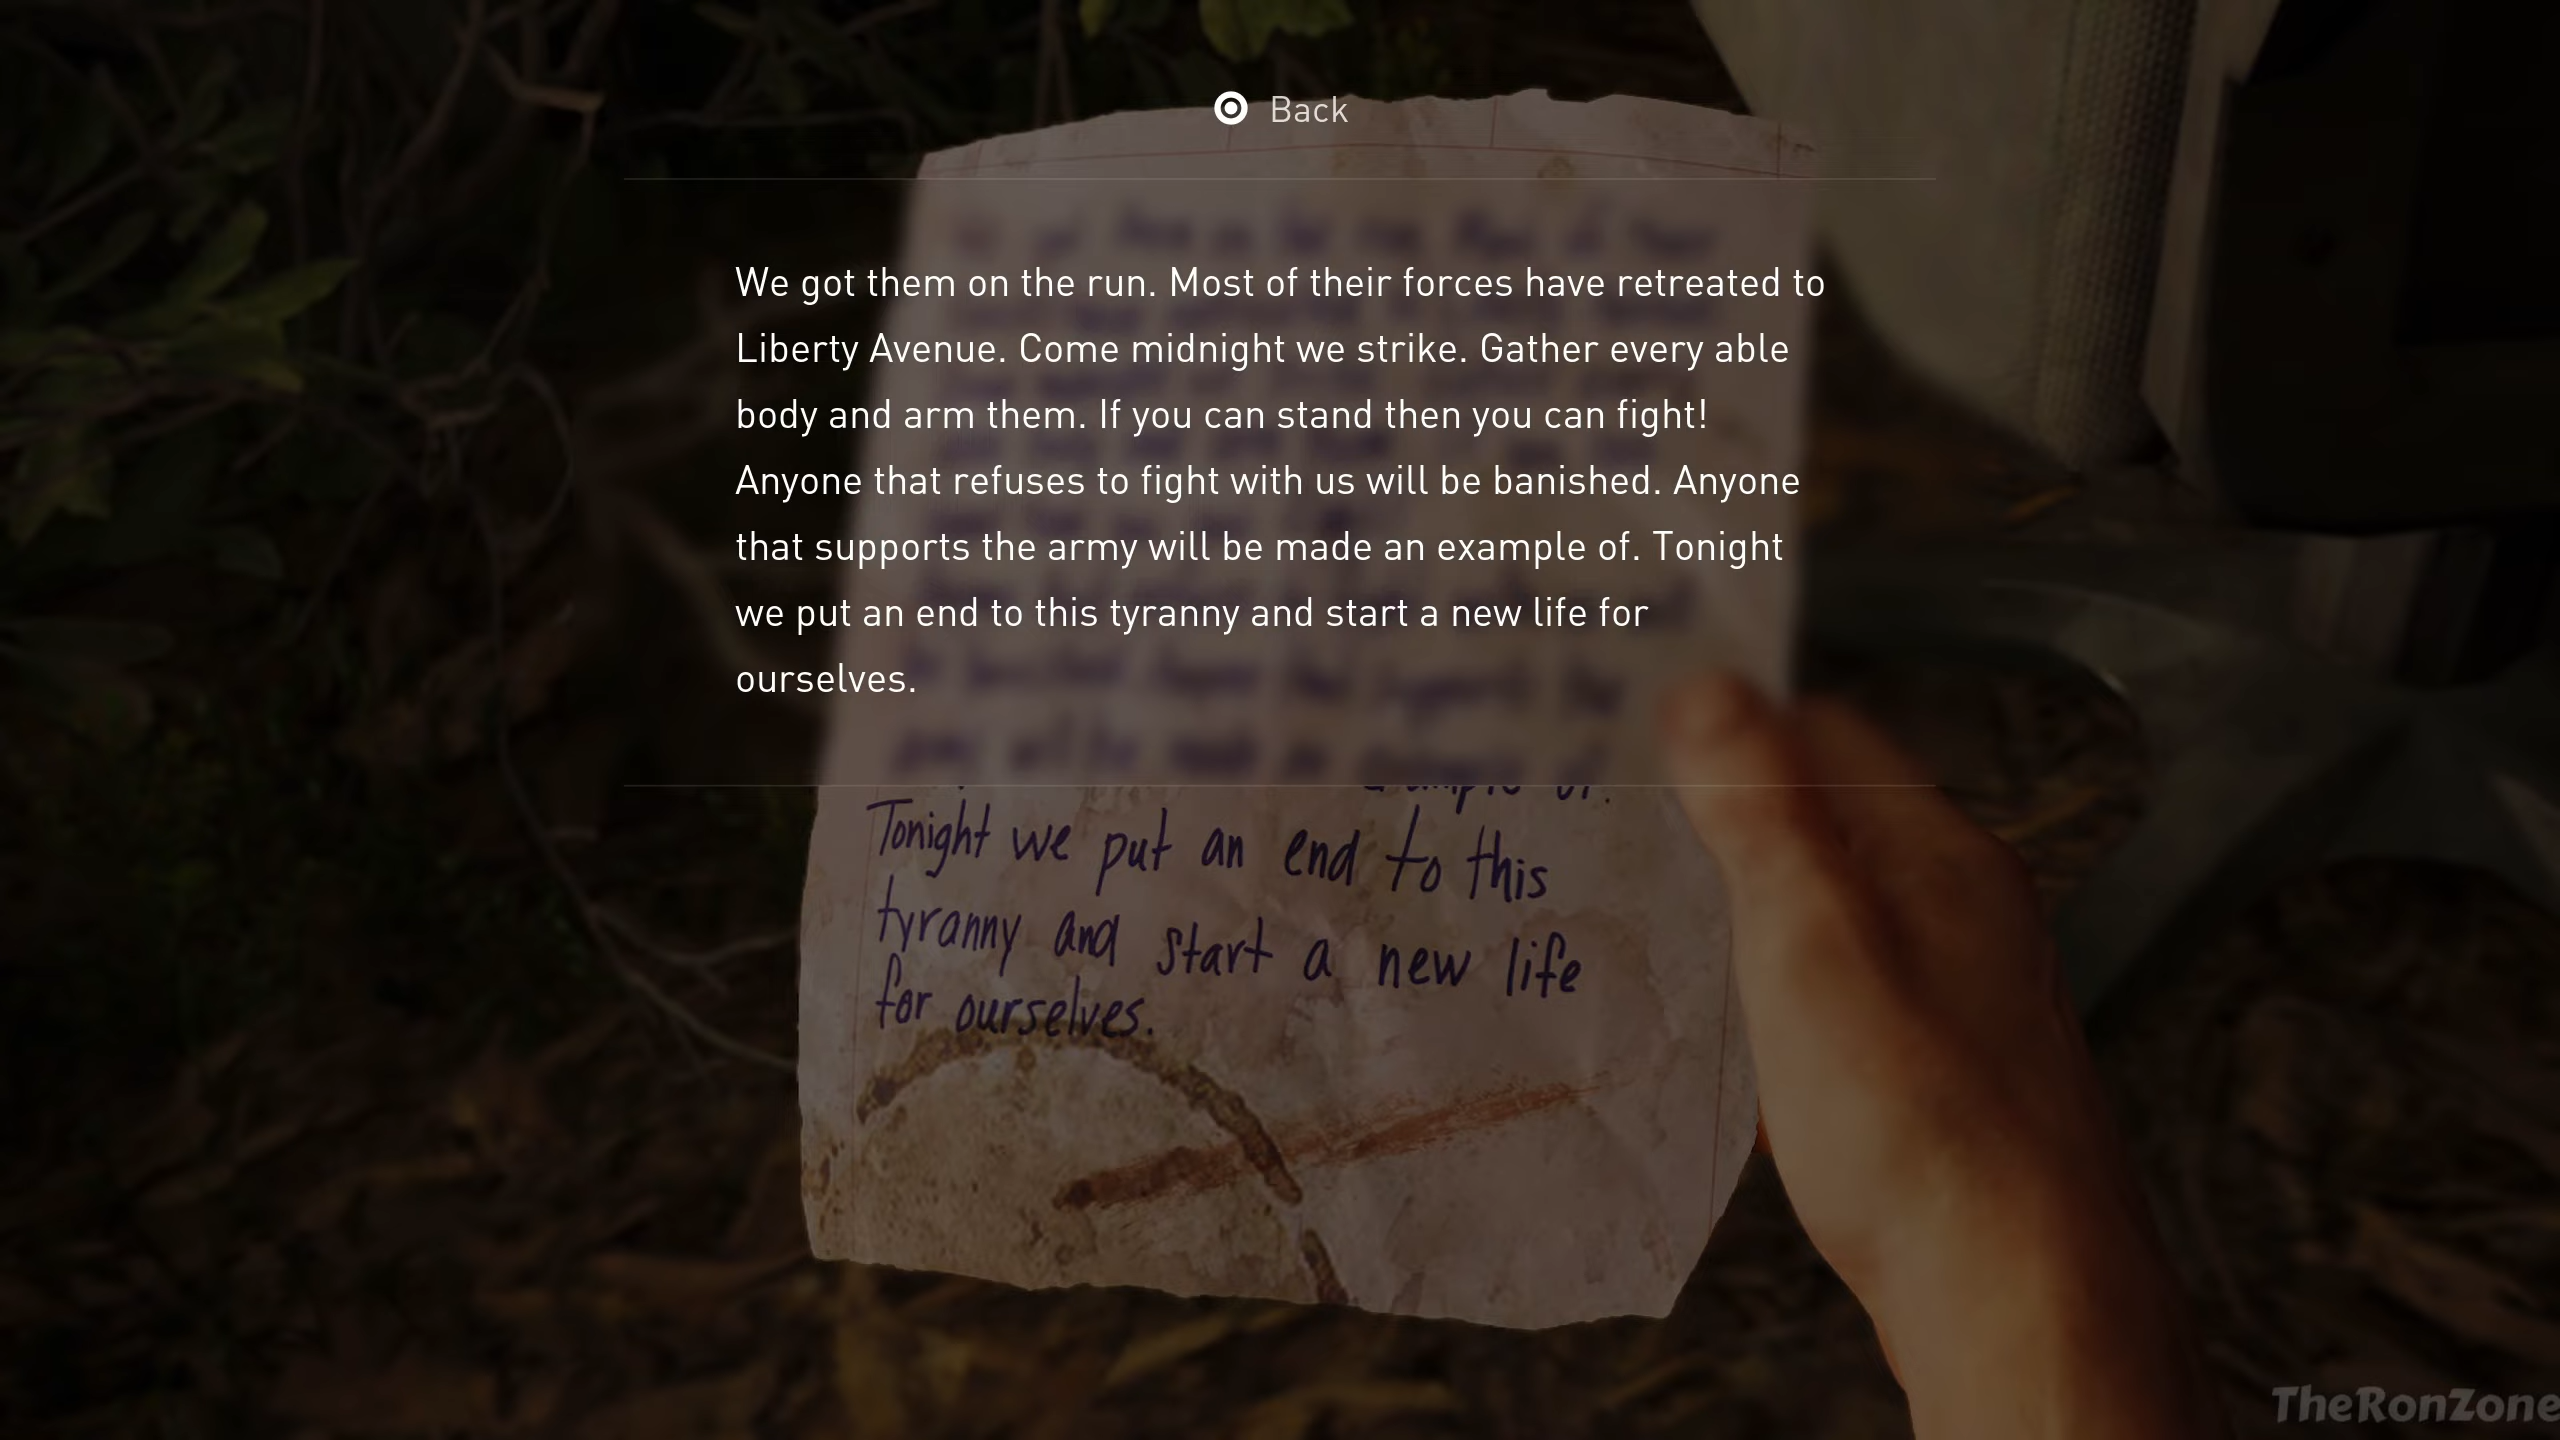 Back
We got them on the run. Most of their forces have retreated to
Liberty Avenue. Come midnight we strike. Gather every able
body and arm them. If you can stand then you can fight!
Anyone that refuses to fight with us will be banished. Anyone
that supports the army will be made an example of. Tonight
we put an end to this tyranny and start a new life for
ourselves.
Tonight we put an end to this
tyranny and start a new life
for ourselves.
TheRonZone